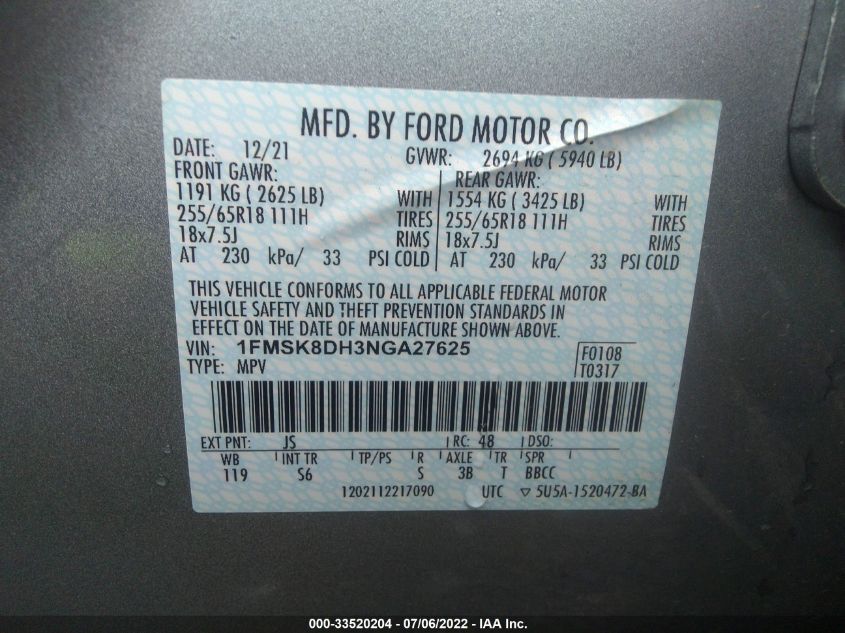 MFD. BY FORD MOTOR CO.
DATE: 12/21 GVWR: 2694 KG ( 5940 LB)
FRONT GAWR: REAR GAWR:
1191 KG ( 2625 LB) WITH 1554 KG ( 3425 LB) WITH
255/65R18 111H TIRES 255/65R18 111H TIRES
18x7.5J RIMS 18x7.5J RIMS
AT 230 kPa/ 33 PSI COLD AT 230 kPa/ 33 PSI COLD
THIS VEHICLE CONFORMS TO ALL APPLICABLE FEDERAL MOTOR
VEHICLE SAFETY AND THEFT PREVENTION STANDARDS IN
EFFECT ON THE DATE OF MANUFACTURE SHOWN ABOVE.
VIN: 1FMSK8DH3NGA27625 F0108
TYPE: MPV T0317
EXT PNT: JS RC: 48 DSO:
WB INT TR TP/PS R AXLE TR SPR
119 S6 S 3B T BBCC
1202112217090 UTC ▽ 5U5A-1520472-BA
000-33520204 - 07/06/2022 - IAA Inc.